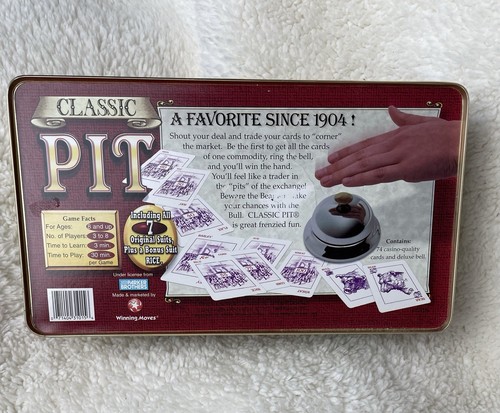 CLASSIC
PIT
A FAVORITE SINCE 1904 !
Shout your deal and trade your cards to "corner"
the market. Be the first to get all the cards
of one commodity, ring the bell,
and you'll win the hand.
You'll feel like a trader in
the "pits" of the exchange!
Beware the
your chances with the
Bull. CLASSIC PIT®
is great frenzied fun.
Including All
7
Original Suits,
Plus a Bonus Suit
RICE
Game Facts
For Ages: and up
No. of Players: 3 to 8
Time to Learn: 3 min
Time to Play: 30 min
per Game
Under license from
PARKER
BROTHERS
Made & marketed by
Winning Moves
Contains:
74 casino-quality
cards and deluxe bell